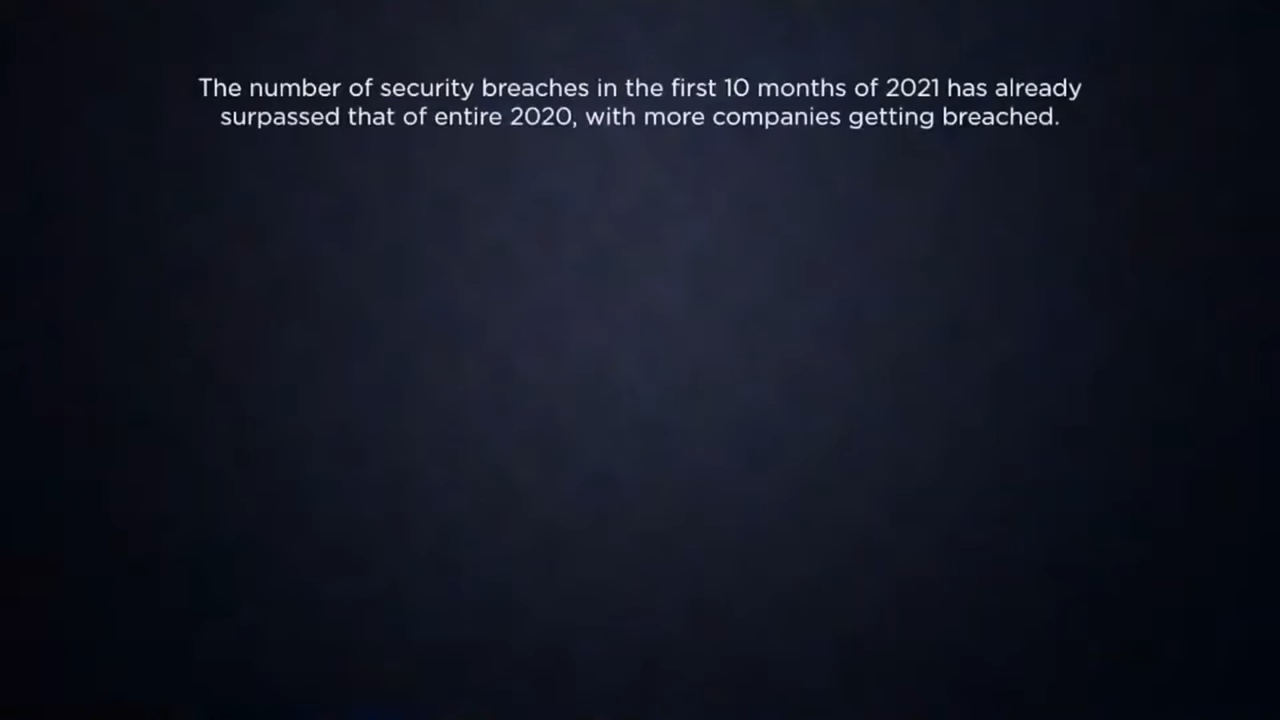 The number of security breaches in the first 10 months of 2021 has already
surpassed that of entire 2020, with more companies getting breached.